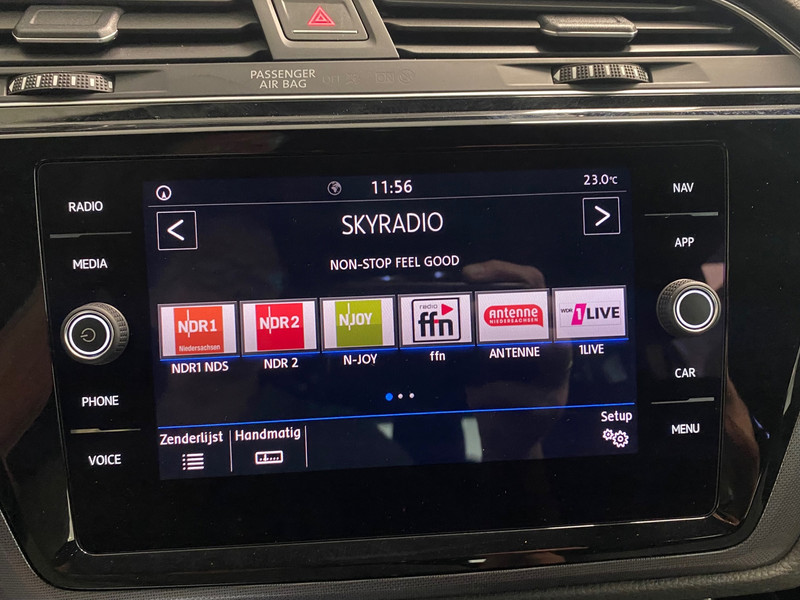 PASSENGER
AIR BAG
RADIO
MEDIA
PHONE
VOICE
11:56
23.0°C
<
SKYRADIO
>
NON-STOP FEEL GOOD
NDR1
Niedersachsen
NDR2
N-JOY
radio
ffn
antenne
NIEDERSACHSEN
WDR
1LIVE
NDR1 NDS
NDR 2
N-JOY
ffn
ANTENNE
1LIVE
Zenderlijst
Handmatig
Setup
NAV
APP
CAR
MENU